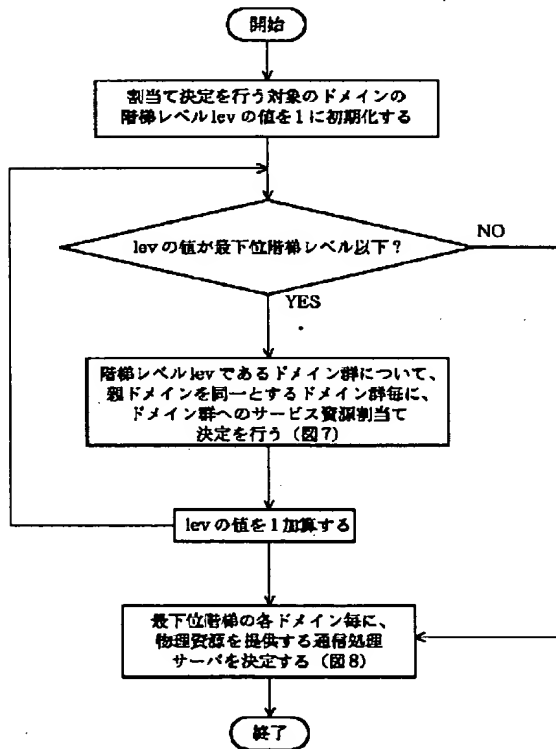 開始
割当て決定を行う対象のドメインの
階梯レベル lev の値を1に初期化する
lev の値が最下位階梯レベル以下？
NO
YES
階梯レベル lev であるドメイン群について、
親ドメインを同一とするドメイン群毎に、
ドメイン群へのサービス資源割当て
決定を行う（図7）
lev の値を1加算する
最下位階梯の各ドメイン毎に、
物理資源を提供する通信処理
サーバを決定する（図8）
終了